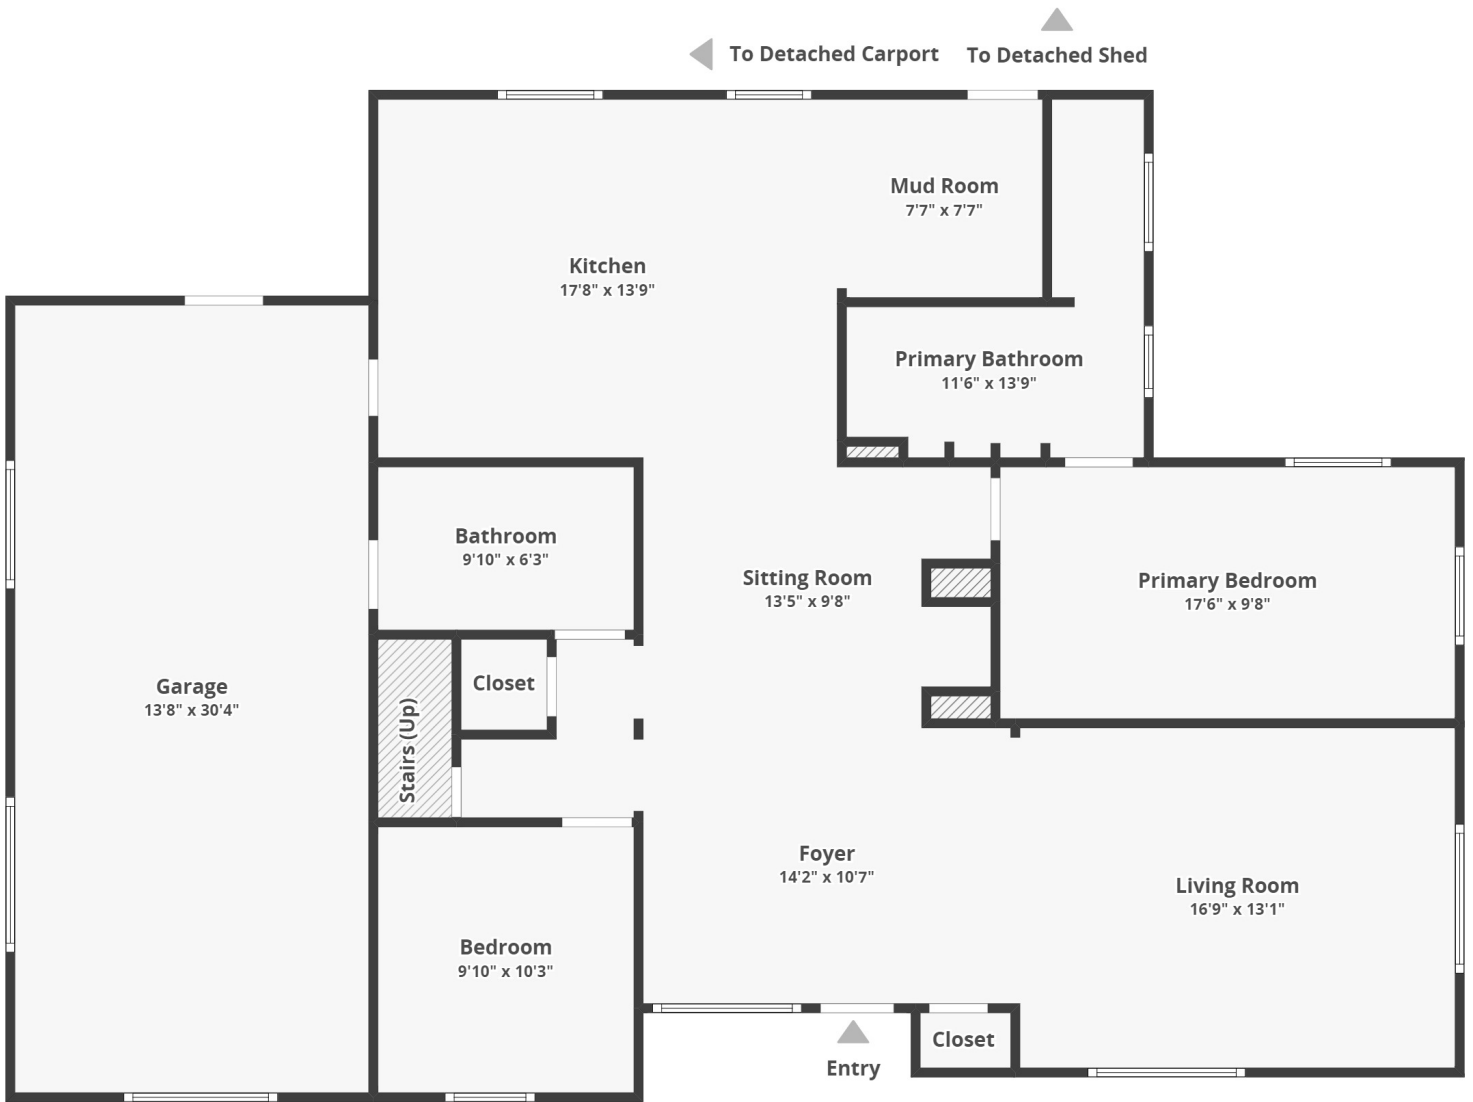 To Detached Carport
To Detached Shed
Mud Room
7'7" x 7'7"
Kitchen
17'8" x 13'9"
Primary Bathroom
11'6" x 13'9"
Bathroom
9'10" x 6'3"
Sitting Room
13'5" x 9'8"
Primary Bedroom
17'6" x 9'8"
Garage
13'8" x 30'4"
Closet
Stairs (Up)
Foyer
14'2" x 10'7"
Living Room
16'9" x 13'1"
Bedroom
9'10" x 10'3"
Closet
Entry